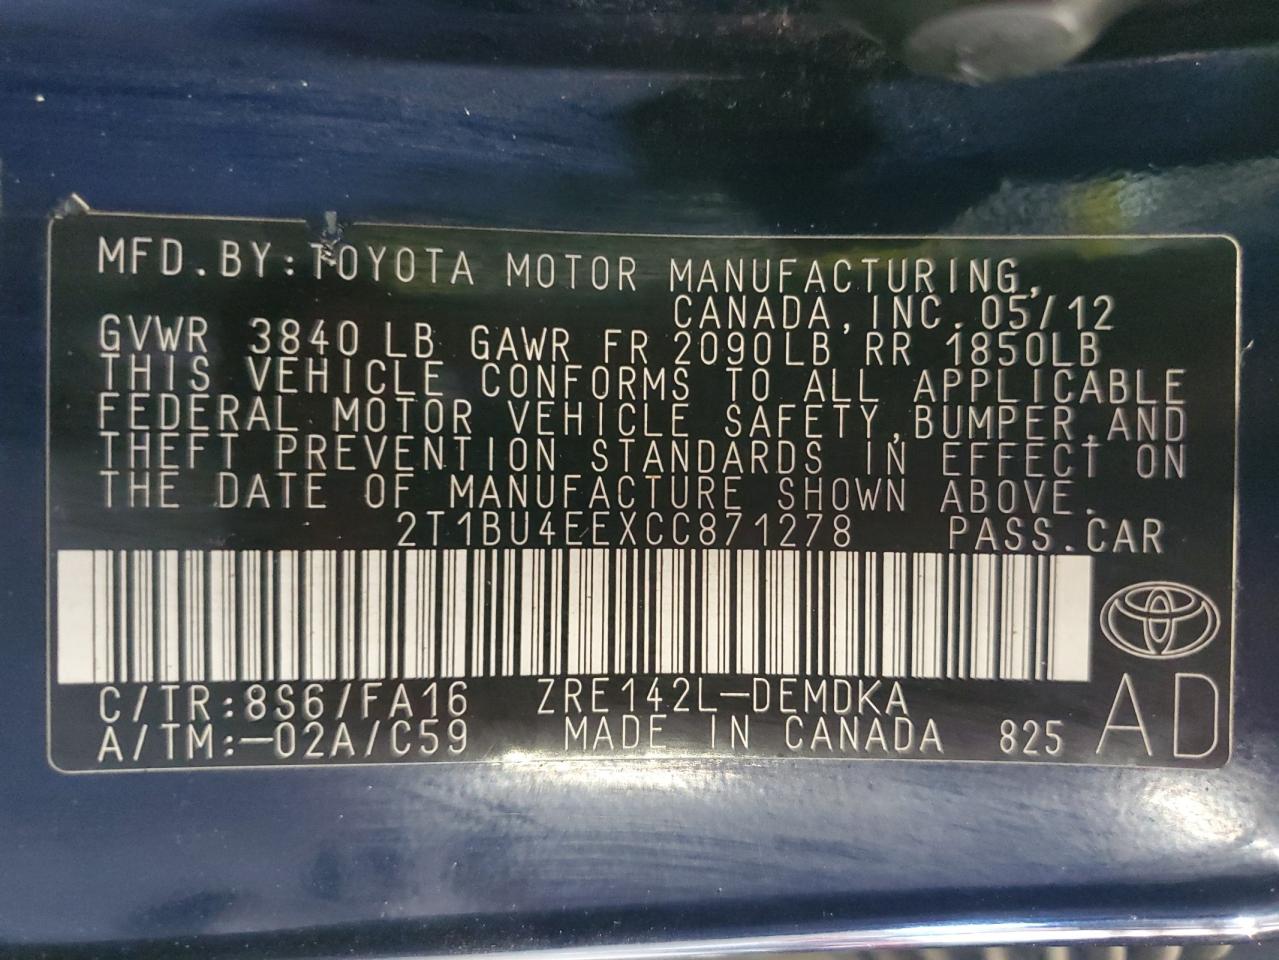 MFD.BY:TOYOTA MOTOR MANUFACTURING,
CANADA,INC. 05/12
GVWR 3840 LB GAWR FR 2090LB RR 1850LB
THIS VEHICLE CONFORMS TO ALL APPLICABLE
FEDERAL MOTOR VEHICLE SAFETY,BUMPER,AND
THEFT PREVENTION STANDARDS IN EFFECT ON
THE DATE OF MANUFACTURE SHOWN ABOVE.
2T1BU4EEXCC871278 PASS.CAR
C/TR:8S6/FA16 ZRE142L-DEMDKA
A/TM:-02A/C59 MADE IN CANADA 825 AD